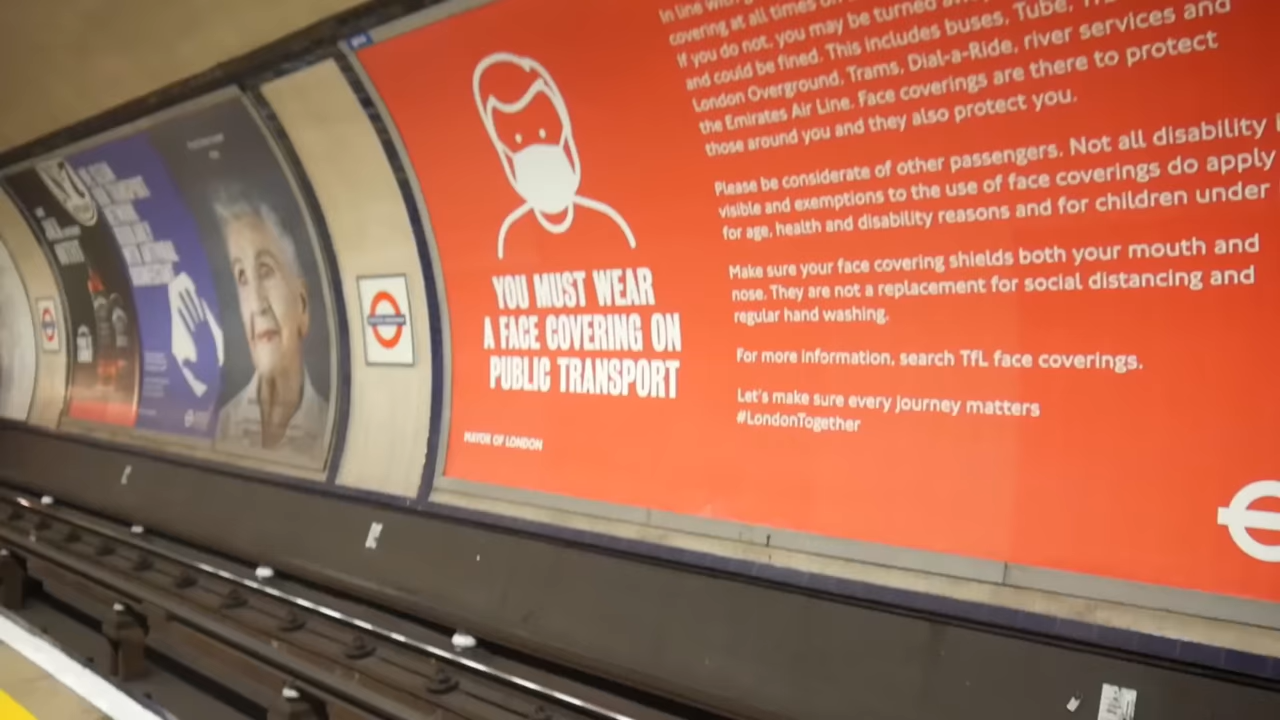 In line with
covering at all times on
If you do not, you may be turned away
and could be fined. This includes buses, Tube,
London Overground, Trams, Dial-a-Ride, river services and
the Emirates Air Line. Face coverings are there to protect
those around you and they also protect you.
Please be considerate of other passengers. Not all disability
visible and exemptions to the use of face coverings do apply
for age, health and disability reasons and for children under
Make sure your face covering shields both your mouth and
nose. They are not a replacement for social distancing and
regular hand washing.
For more information, search TfL face coverings.
Let's make sure every journey matters
#LondonTogether
YOU MUST WEAR
A FACE COVERING ON
PUBLIC TRANSPORT
MAYOR OF LONDON